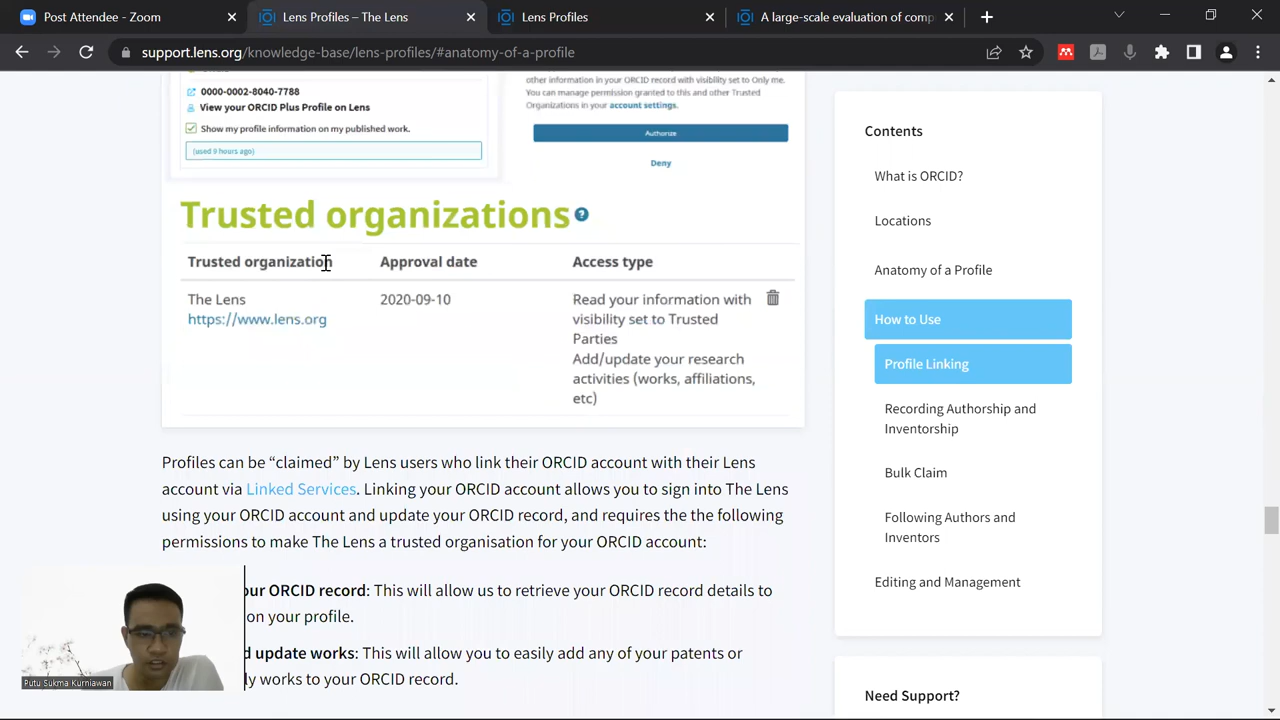 Post Attendee - Zoom
Lens Profiles – The Lens
Lens Profiles
A large-scale evaluation of comp
support.lens.org/knowledge-base/lens-profiles/#anatomy-of-a-profile
0000-0002-8040-7788
View your ORCID Plus Profile on Lens
Show my profile information on my published work.
(used 9 hours ago)
other information in your ORCID record with visibility set to Only me.
You can manage permission granted to this and other Trusted
Organizations in your account settings.
Authorize
Deny
Trusted organizations ?
Trusted organization Approval date Access type
The Lens 2020-09-10 Read your information with
https://www.lens.org visibility set to Trusted
Parties
Add/update your research
activities (works, affiliations,
etc)
Profiles can be “claimed” by Lens users who link their ORCID account with their Lens
account via Linked Services. Linking your ORCID account allows you to sign into The Lens
using your ORCID account and update your ORCID record, and requires the the following
permissions to make The Lens a trusted organisation for your ORCID account:
our ORCID record: This will allow us to retrieve your ORCID record details to
on your profile.
d update works: This will allow you to easily add any of your patents or
ly works to your ORCID record.
Putu Sukma Kurniawan
Contents
What is ORCID?
Locations
Anatomy of a Profile
How to Use
Profile Linking
Recording Authorship and
Inventorship
Bulk Claim
Following Authors and
Inventors
Editing and Management
Need Support?